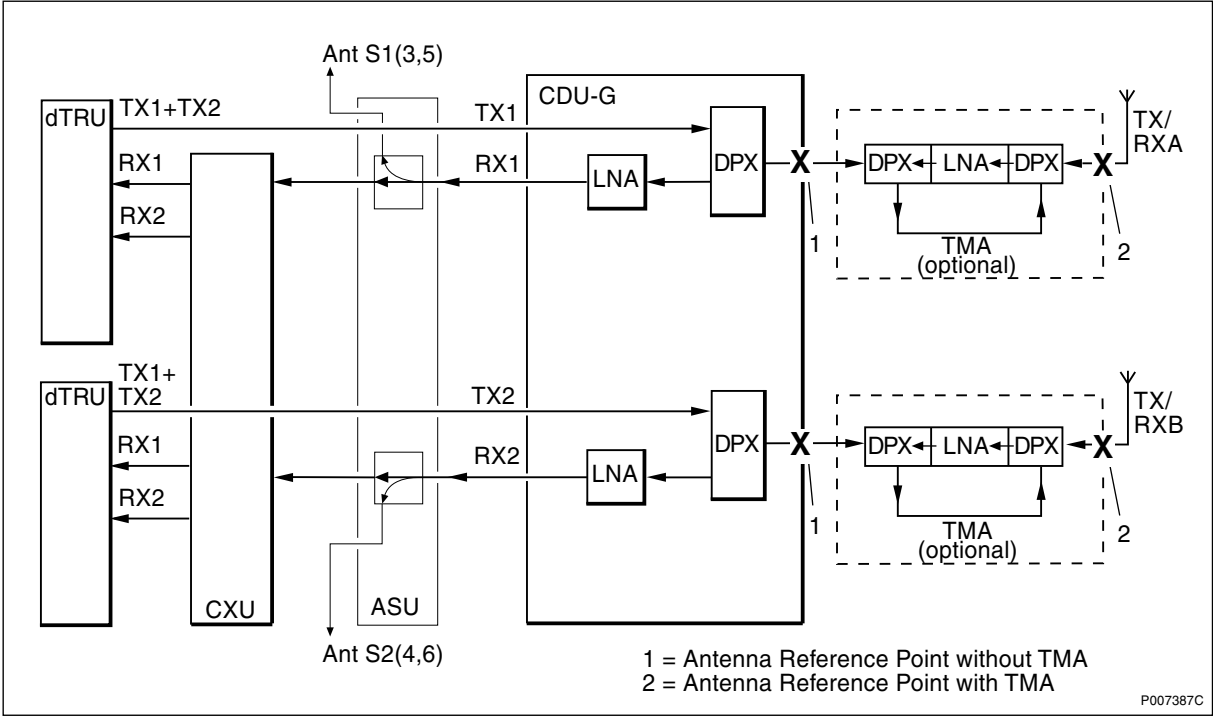 Ant S1(3,5)
dTRU
TX1+TX2
RX1
RX2
TX1
RX1
CDU-G
LNA
DPX
X
1
DPX
LNA
DPX
TMA
(optional)
X
2
TX/
RXA
dTRU
TX1+
TX2
RX1
RX2
TX2
RX2
LNA
DPX
X
1
DPX
LNA
DPX
TMA
(optional)
X
2
TX/
RXB
CXU
ASU
Ant S2(4,6)
1 = Antenna Reference Point without TMA
2 = Antenna Reference Point with TMA
P007387C